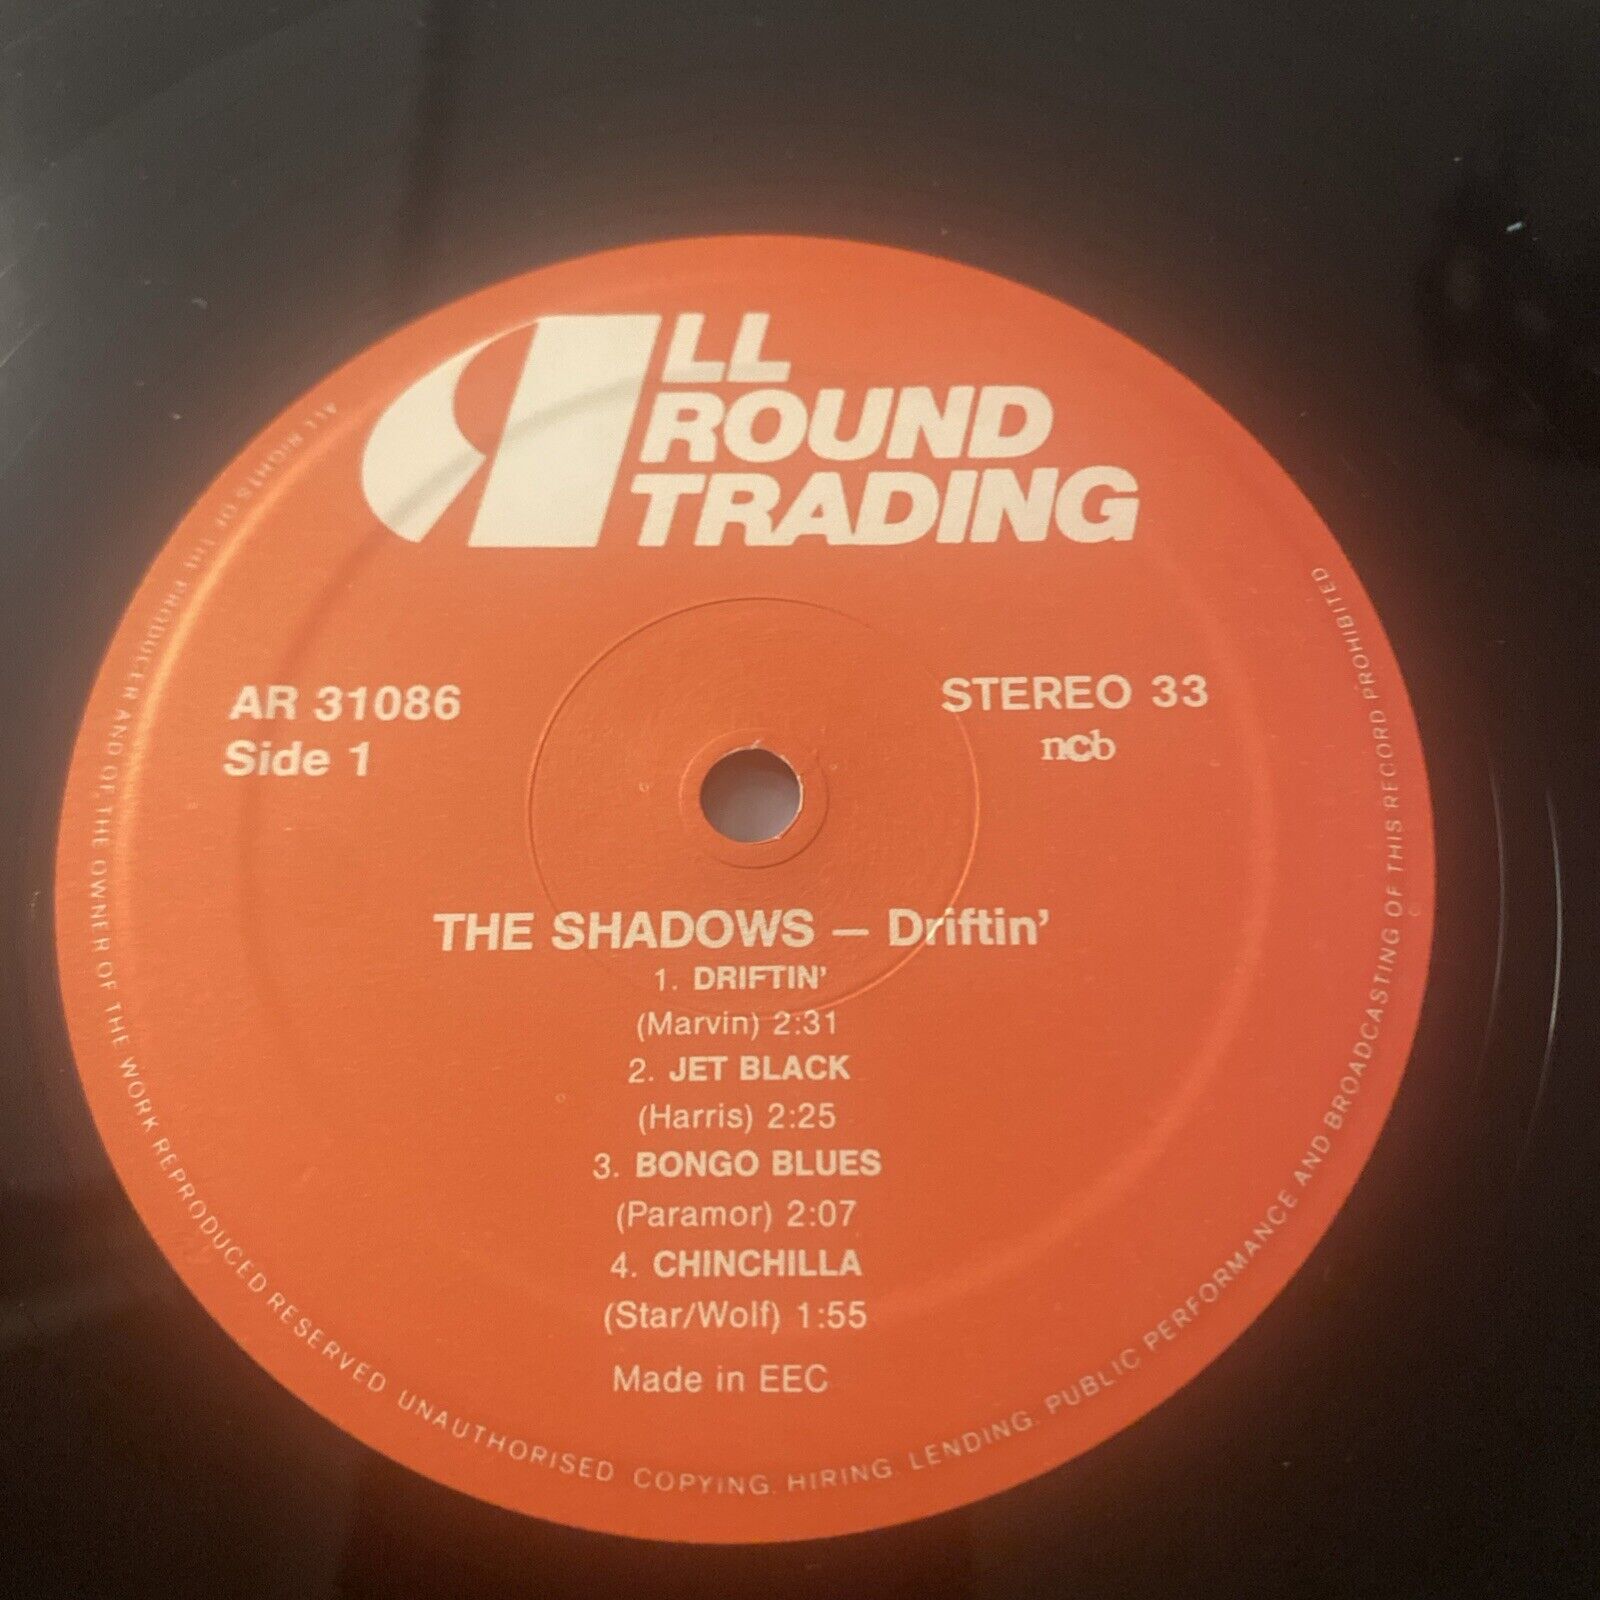 ALL
ROUND
TRADING
AR 31086
Side 1
STEREO 33
ncb
THE SHADOWS – Driftin'
1. DRIFTIN'
(Marvin) 2:31
2. JET BLACK
(Harris) 2:25
3. BONGO BLUES
(Paramor) 2:07
4. CHINCHILLA
(Star/Wolf) 1:55
Made in EEC
ALL RIGHTS OF THE PRODUCER AND OF THE OWNER OF THE WORK REPRODUCED RESERVED UNAUTHORISED COPYING, HIRING, LENDING, PUBLIC PERFORMANCE AND BROADCASTING OF THIS RECORD PROHIBITED